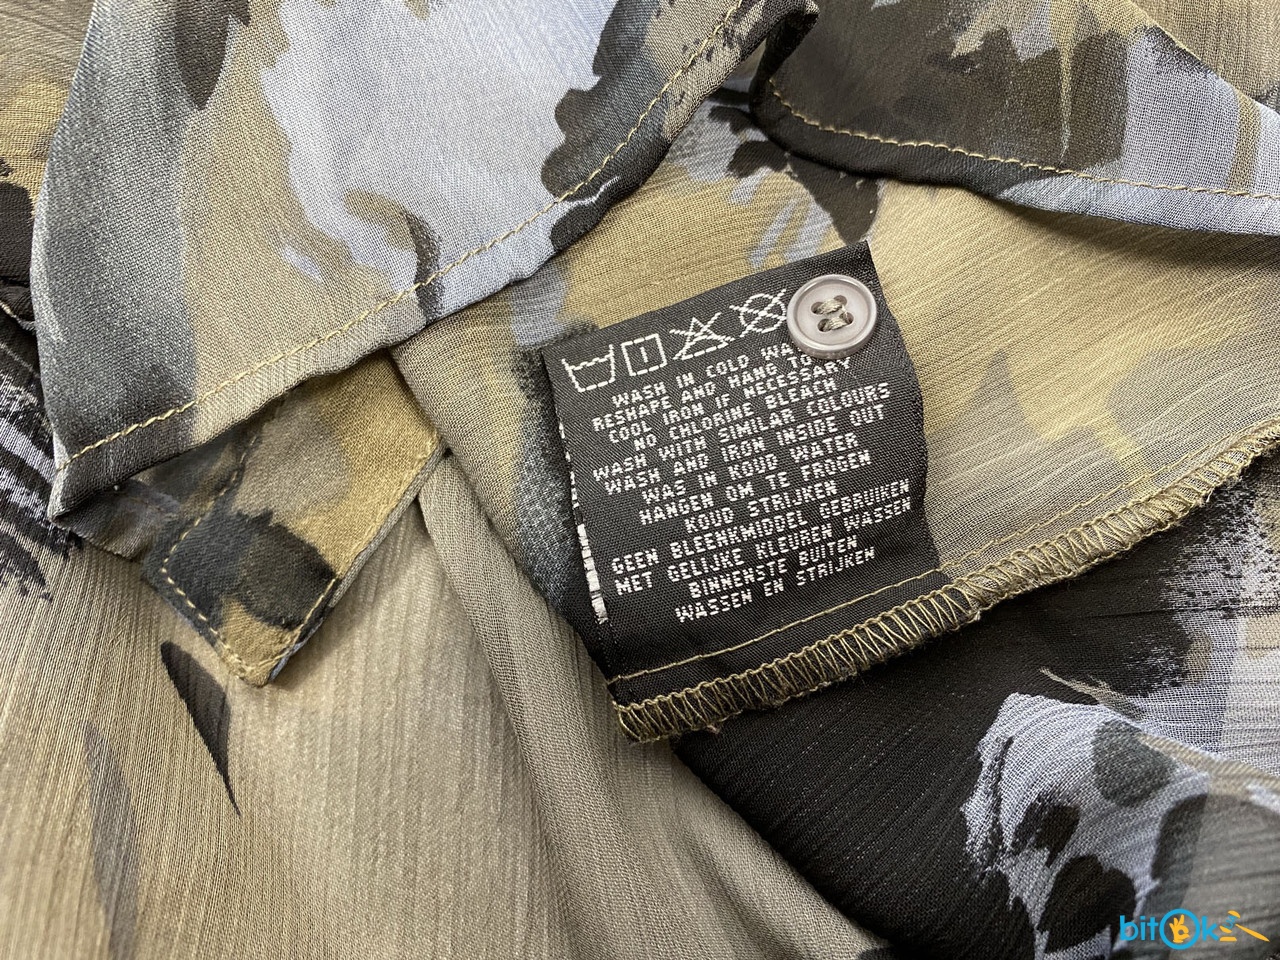 WASH IN COLD WA
RESHAPE AND HANG TO
COOL IRON IF NECESSARY
NO CHLORINE BLEACH
WASH WITH SIMILAR COLOURS
WASH AND IRON INSIDE OUT
WAS IN KOUD WATER
HANGEN OM TE FROGEN
KOUD STRIJKEN
GEEN BLEENKMIDDEL GEBRUIKEN
MET GELIJKE KLEUREN WASSEN
BINNENSTE BUITEN
WASSEN EN STRIJKEN
bitOk